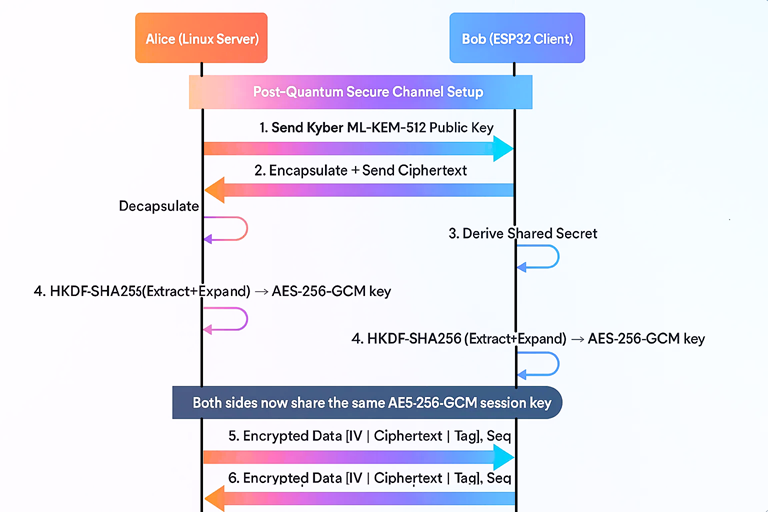 Alice (Linux Server)
Bob (ESP32 Client)
Post-Quantum Secure Channel Setup
1. Send Kyber ML-KEM-512 Public Key
2. Encapsulate + Send Ciphertext
Decapsulate
3. Derive Shared Secret
4. HKDF-SHA255(Extract+Expand) → AES-256-GCM key
4. HKDF-SHA256 (Extract+Expand) → AES-256-GCM key
Both sides now share the same AE5-256-GCM session key
5. Encrypted Data [IV | Ciphertext | Tag], Seq
6. Encrypted Data [IV | Ciphertext | Tag], Seq